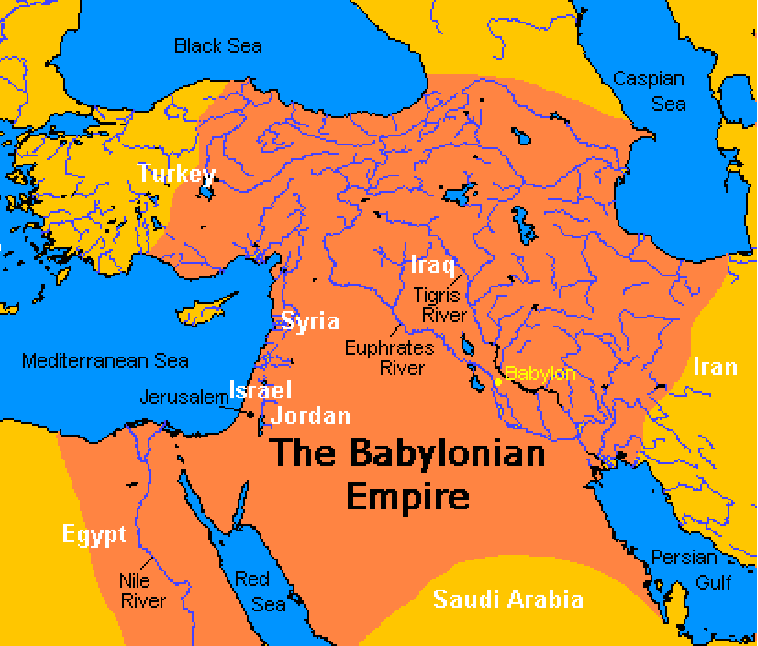 Black Sea
Caspian
Sea
Turkey
Iraq
Tigris
River
Syria
Euphrates
River
Mediterranean Sea
Iran
Babylon
Jerusalem
Israel
Jordan
The Babylonian
Empire
Egypt
Nile
River
Red
Sea
Persian
Gulf
Saudi Arabia